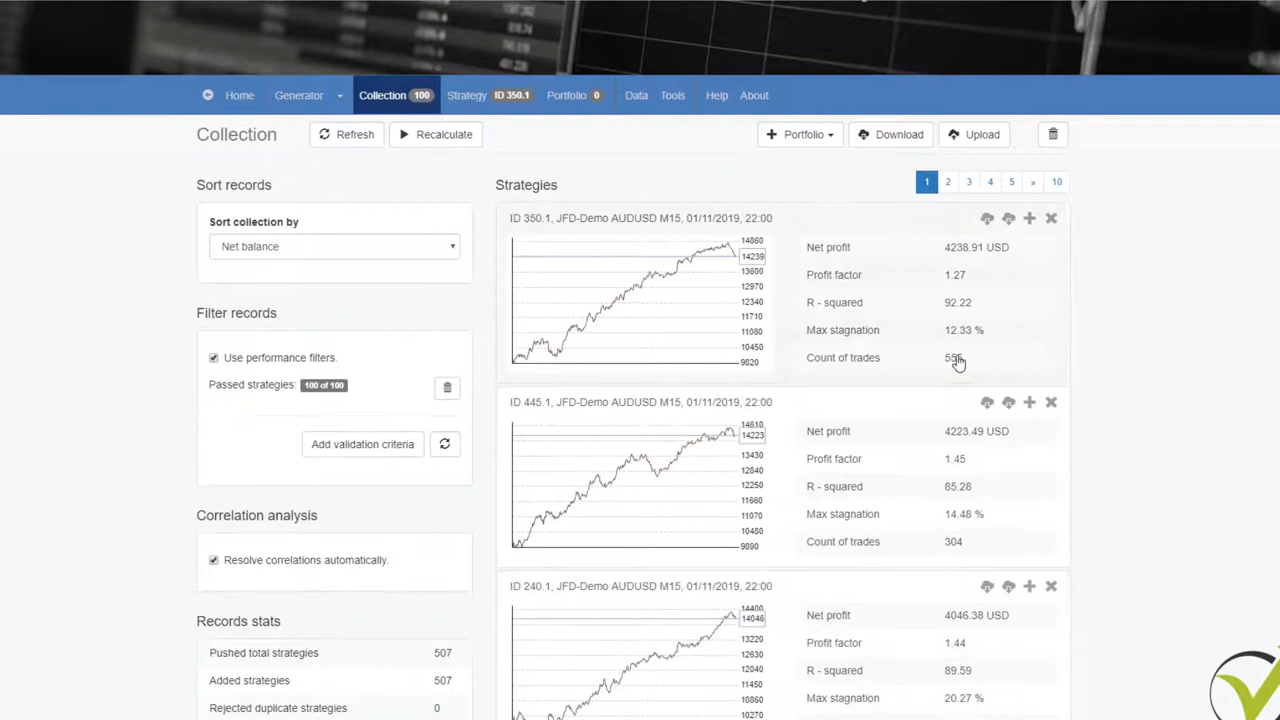 Home Generator Collection 100 Strategy ID 350.1 Portfolio 0 Data Tools Help About
Collection Refresh Recalculate Portfolio Download Upload
Sort records
Sort collection by
Net balance
Filter records
Use performance filters.
Passed strategies: 100 of 100
Add validation criteria
Correlation analysis
Resolve correlations automatically.
Records stats
Pushed total strategies 507
Added strategies 507
Rejected duplicate strategies 0
Strategies 1 2 3 4 5 » 10
ID 350.1, JFD-Demo AUDUSD M15, 01/11/2019, 22:00
14860
14239
13600
12970
12340
11710
11080
10450
9820
Net profit 4238.91 USD
Profit factor 1.27
R - squared 92.22
Max stagnation 12.33 %
Count of trades
ID 445.1, JFD-Demo AUDUSD M15, 01/11/2019, 22:00
14610
14223
13430
12840
12250
11660
11070
10480
9890
Net profit 4223.49 USD
Profit factor 1.45
R - squared 85.28
Max stagnation 14.48 %
Count of trades 304
ID 240.1, JFD-Demo AUDUSD M15, 01/11/2019, 22:00
14400
14046
13220
12630
12040
11450
10860
10270
Net profit 4046.38 USD
Profit factor 1.44
R - squared 89.59
Max stagnation 20.27 %